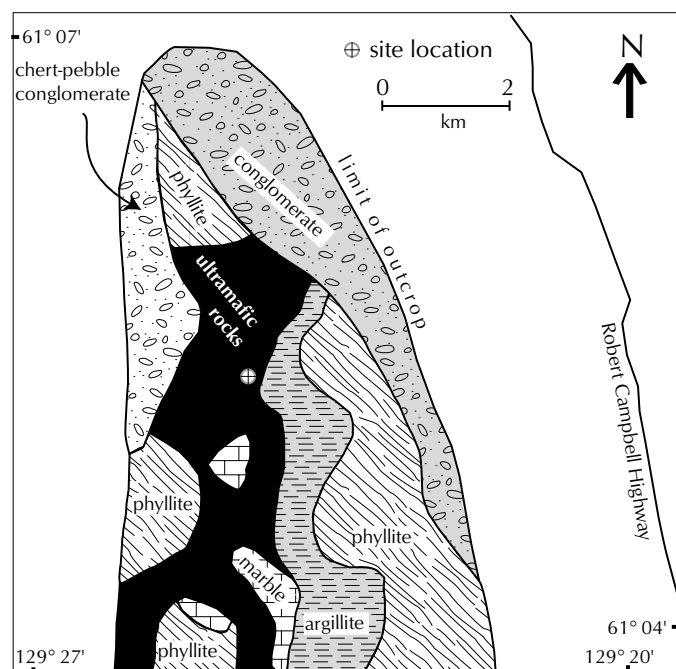 61° 07'
chert-pebble
conglomerate
site location
0 2
km
N
phyllite
conglomerate
limit of outcrop
ultramafic
rocks
Robert Campbell Highway
phyllite
phyllite
marble
argillite
phyllite
61° 04'
129° 27'
129° 20'